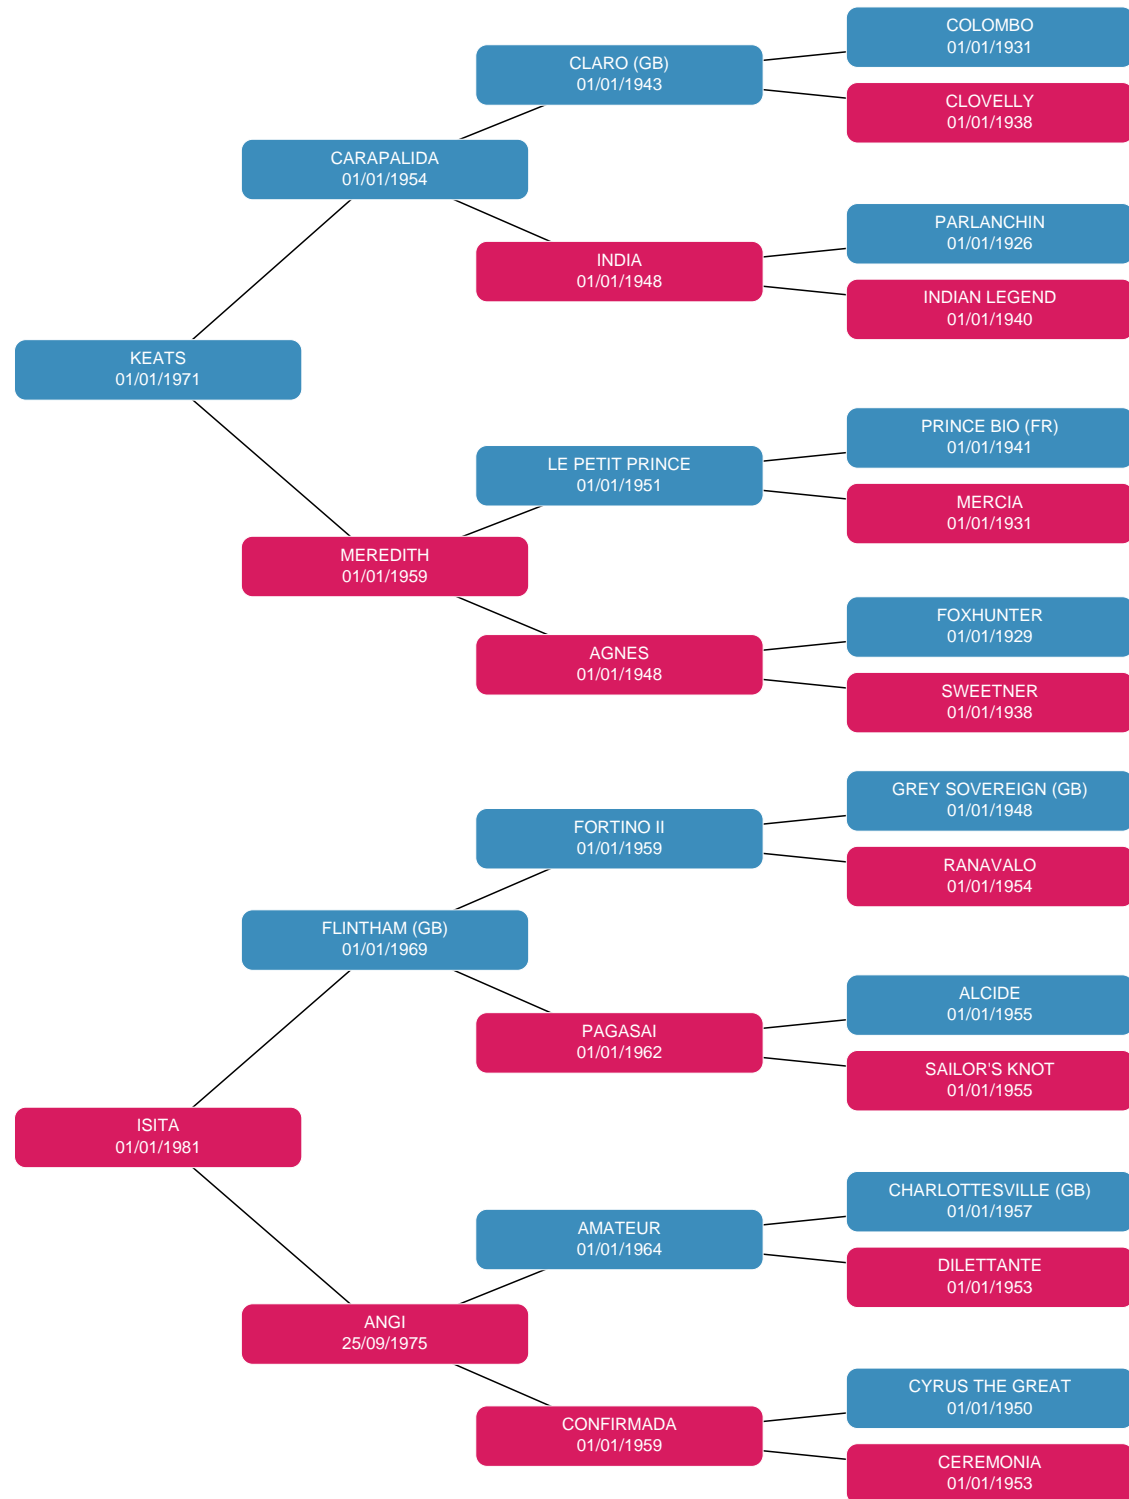 COLOMBO
01/01/1931
CLARO (GB)
01/01/1943
CLOVELLY
01/01/1938
CARAPALIDA
01/01/1954
PARLANCHIN
01/01/1926
INDIA
01/01/1948
INDIAN LEGEND
01/01/1940
KEATS
01/01/1971
PRINCE BIO (FR)
01/01/1941
LE PETIT PRINCE
01/01/1951
MERCIA
01/01/1931
MEREDITH
01/01/1959
FOXHUNTER
01/01/1929
AGNES
01/01/1948
SWEETNER
01/01/1938
GREY SOVEREIGN (GB)
01/01/1948
FORTINO II
01/01/1959
RANAVALO
01/01/1954
FLINTHAM (GB)
01/01/1969
ALCIDE
01/01/1955
PAGASAI
01/01/1962
SAILOR'S KNOT
01/01/1955
ISITA
01/01/1981
CHARLOTTESVILLE (GB)
01/01/1957
AMATEUR
01/01/1964
DILETTANTE
01/01/1953
ANGI
25/09/1975
CYRUS THE GREAT
01/01/1950
CONFIRMADA
01/01/1959
CEREMONIA
01/01/1953